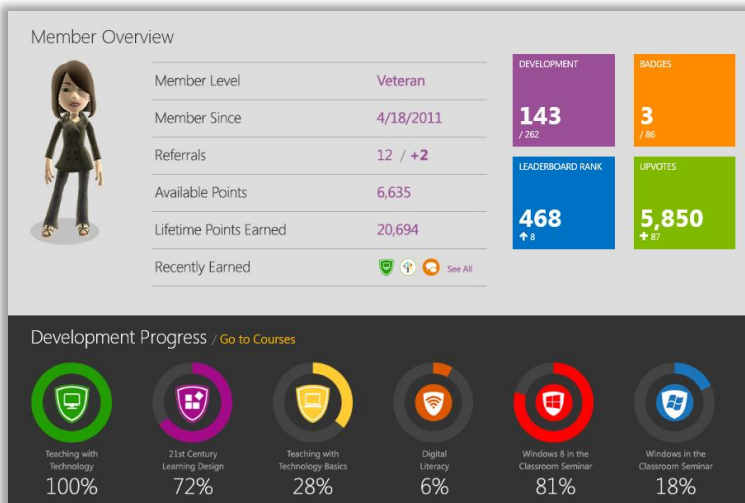 Member Overview
Member Level Veteran
Member Since 4/18/2011
Referrals 12 / +2
Available Points 6,635
Lifetime Points Earned 20,694
Recently Earned See All
DEVELOPMENT
143
/ 262
BADGES
3
/ 86
LEADERBOARD RANK
468
8
UPVOTES
5,850
87
Development Progress / Go to Courses
Teaching with
Technology
100%
21st Century
Learning Design
72%
Teaching with
Technology Basics
28%
Digital
Literacy
6%
Windows 8 in the
Classroom Seminar
81%
Windows in the
Classroom Seminar
18%